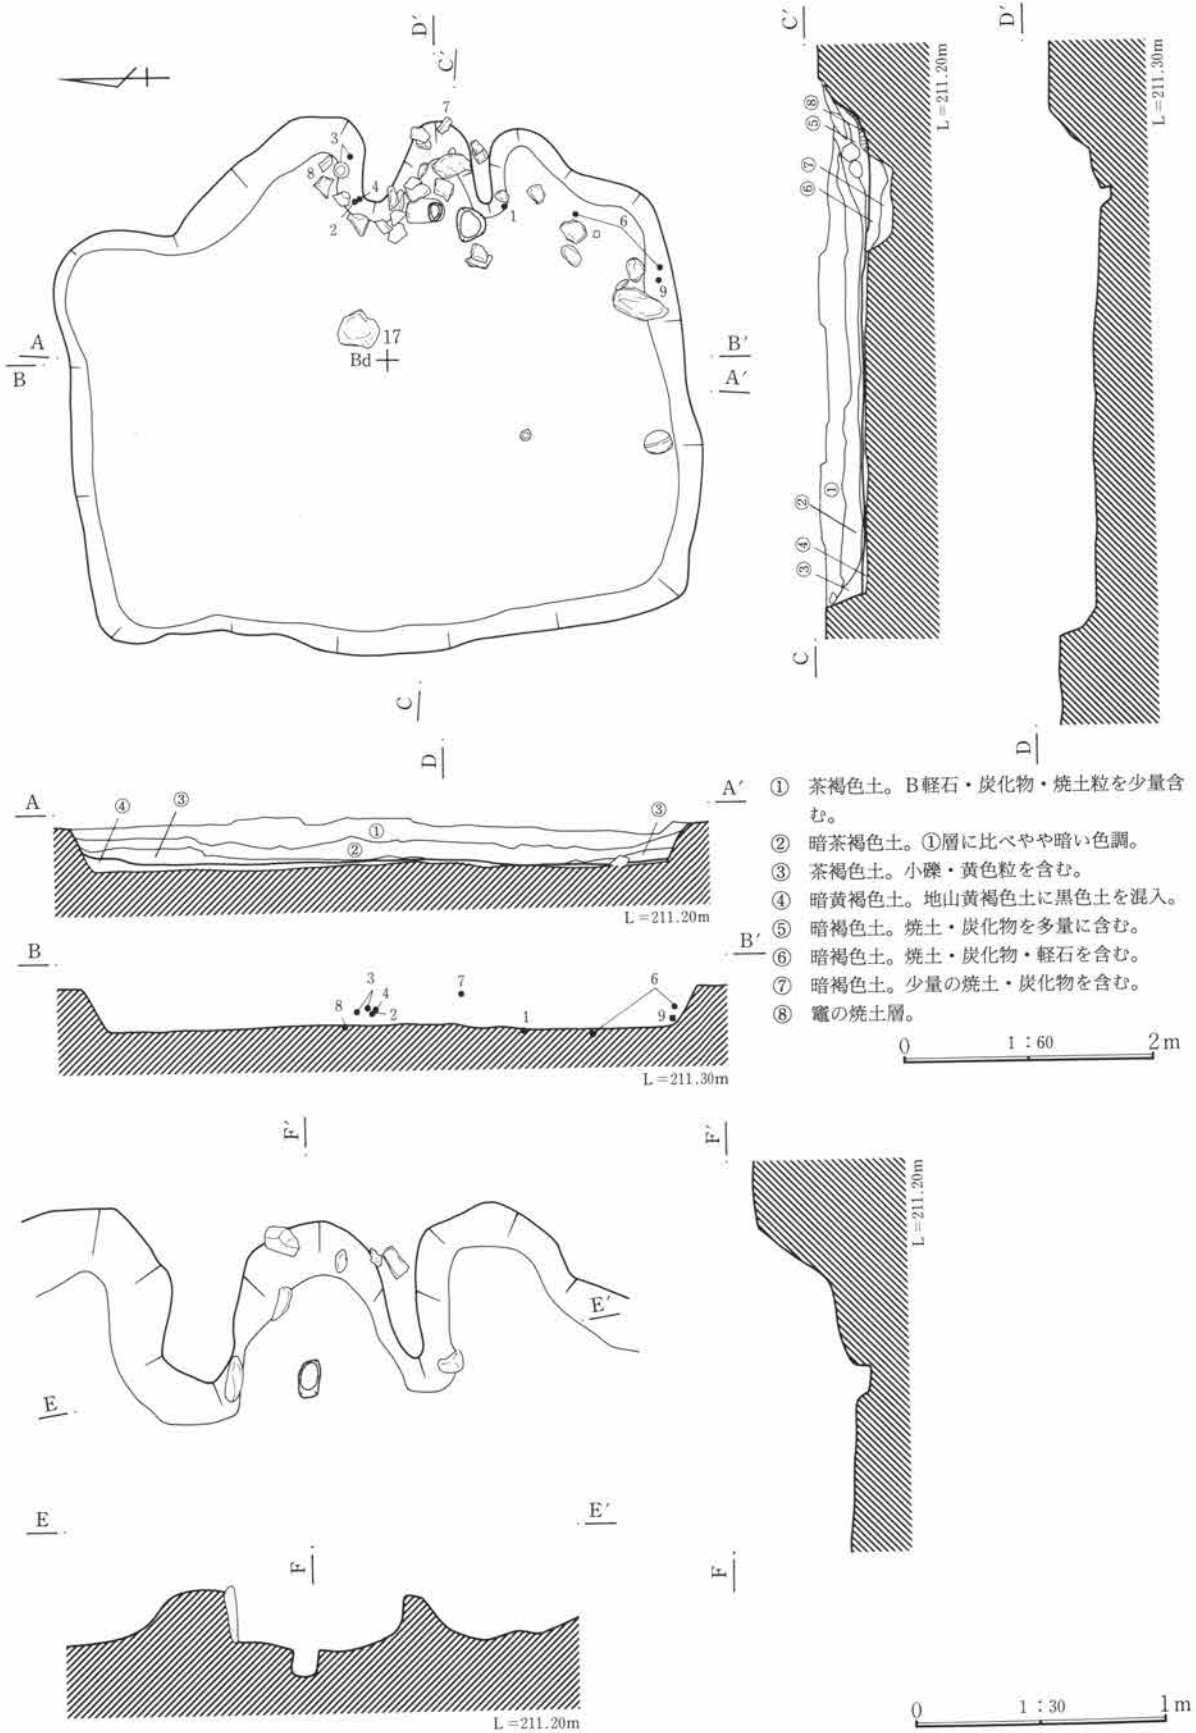 D′
C′
7
3
8
4
2
1
6
9
17
Bd
A
B
B′
A′
C
D
C′
L=211.20m
⑧
⑤
⑦
⑥
①
②
④
③
C
D′
L=211.30m
D
A
④
③
①
②
③
A′
L=211.20m
B
3
8
4
2
7
1
6
9
B′
L=211.30m
① 茶褐色土。B軽石・炭化物・焼土粒を少量含
む。
② 暗茶褐色土。①層に比べやや暗い色調。
③ 茶褐色土。小礫・黄色粒を含む。
④ 暗黄褐色土。地山黄褐色土に黒色土を混入。
⑤ 暗褐色土。焼土・炭化物を多量に含む。
⑥ 暗褐色土。焼土・炭化物・軽石を含む。
⑦ 暗褐色土。少量の焼土・炭化物を含む。
⑧ 竈の焼土層。
0 1:60 2m
F′
E′
E
F′
L=211.20m
F
E
E′
F
L=211.20m
0 1:30 1m